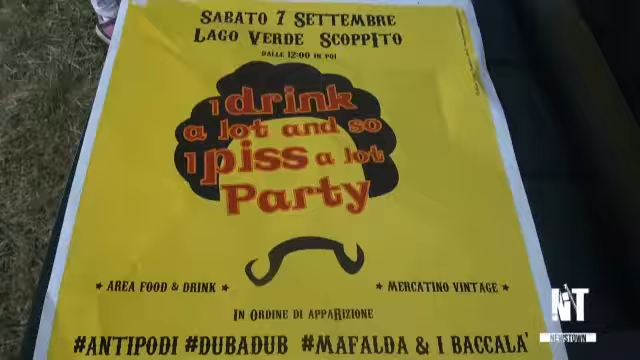 SABATO 7 SETTEMBRE
LAGO VERDE SCOPPITO
DALLE 12:00 IN POI
I drink
a lot and so
I piss a lot
Party
* AREA FOOD & DRINK *
* MERCATINO VINTAGE *
IN ORDINE DI APPARIZIONE
#ANTIPODI #DUBADUB #MAFALDA & I BACCALA'
NT
NEWSTOWN